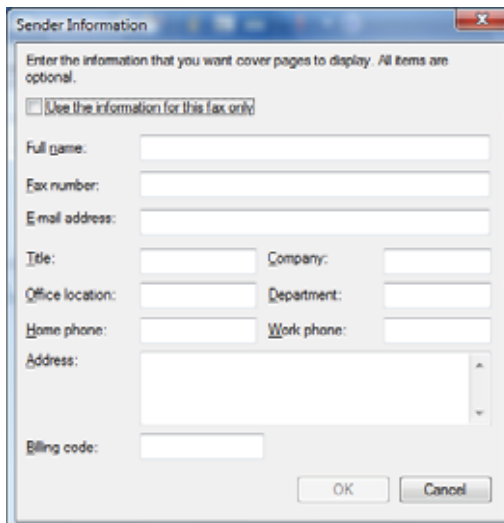 Sender Information
Enter the information that you want cover pages to display. All items are
optional.
Use the information for this fax only
Full name:
Fax number:
E-mail address:
Title:
Company:
Office location:
Department:
Home phone:
Work phone:
Address:
Billing code:
OK
Cancel